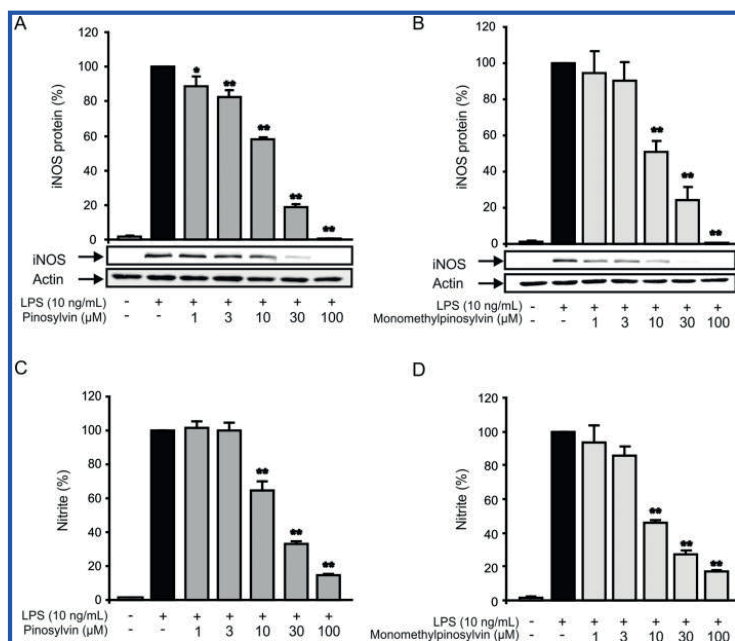 A
iNOS protein (%)
120
100
80
60
40
20
0
* ** ** ** **
iNOS
Actin
LPS (10 ng/mL) - + + + + + +
Pinosylvin (µM) - - 1 3 10 30 100
B
iNOS protein (%)
120
100
80
60
40
20
0
** ** **
iNOS
Actin
LPS (10 ng/mL) - + + + + + +
Monomethylpinosylvin (µM) - - 1 3 10 30 100
C
Nitrite (%)
120
100
80
60
40
20
0
** ** **
LPS (10 ng/mL) - + + + + + +
Pinosylvin (µM) - - 1 3 10 30 100
D
Nitrite (%)
120
100
80
60
40
20
0
** ** **
LPS (10 ng/mL) - + + + + + +
Monomethylpinosylvin (µM) - - 1 3 10 30 100